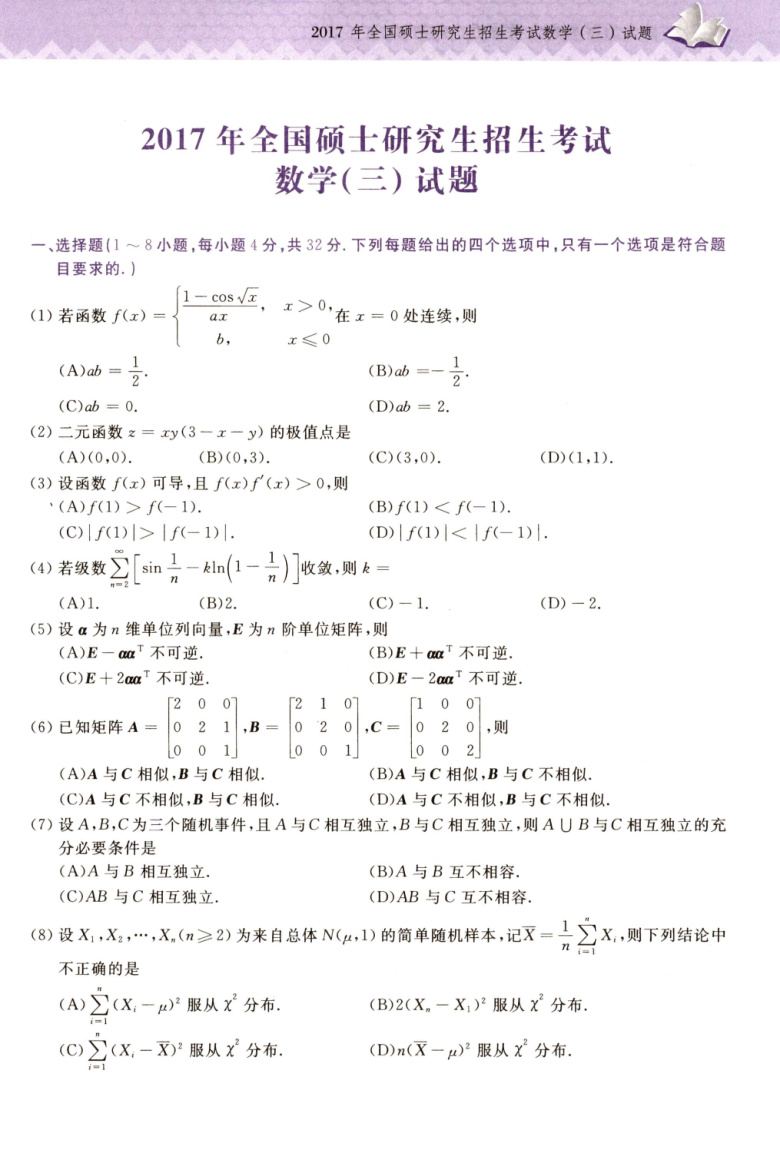 2017 年全国硕士研究生招生考试数学(三)试题
2017 年全国硕士研究生招生考试
数学(三)试题
一、选择题(1 ～ 8 小题,每小题 4 分,共 32 分. 下列每题给出的四个选项中,只有一个选项是符合题
目要求的. )
(1) 若函数 f(x) = { (1 − cos √x)/(ax), x > 0, b, x ⩽ 0 在 x = 0 处连续,则
(A)ab = 1/2. (B)ab =− 1/2.
(C)ab = 0. (D)ab = 2.
(2) 二元函数 z = xy(3 − x − y) 的极值点是
(A)(0,0). (B)(0,3). (C)(3,0). (D)(1,1).
(3) 设函数 f(x) 可导,且 f(x)f′(x) > 0,则
(A)f(1) > f(− 1). (B)f(1) < f(− 1).
(C)| f(1) |> | f(− 1) |. (D)| f(1) |< | f(− 1) |.
(4) 若级数 ∑_{n=2}^{∞} [sin 1/n − kln(1 − 1/n)]收敛,则 k =
(A)1. (B)2. (C) − 1. (D) − 2.
(5) 设 α 为 n 维单位列向量,E 为 n 阶单位矩阵,则
(A)E − αα^T 不可逆. (B)E + αα^T 不可逆.
(C)E + 2αα^T 不可逆. (D)E − 2αα^T 不可逆.
(6) 已知矩阵 A = [2 0 0; 0 2 1; 0 0 1],B = [2 1 0; 0 2 0; 0 0 1],C = [1 0 0; 0 2 0; 0 0 2],则
(A)A 与 C 相似,B 与 C 相似. (B)A 与 C 相似,B 与 C 不相似.
(C)A 与 C 不相似,B 与 C 相似. (D)A 与 C 不相似,B 与 C 不相似.
(7) 设 A,B,C 为三个随机事件,且 A 与 C 相互独立,B 与 C 相互独立,则 A ∪ B 与 C 相互独立的充
分必要条件是
(A)A 与 B 相互独立. (B)A 与 B 互不相容.
(C)AB 与 C 相互独立. (D)AB 与 C 互不相容.
(8) 设 X₁,X₂,⋯,Xₙ(n ⩾ 2) 为来自总体 N(μ,1) 的简单随机样本,记 X̄ = 1/n ∑_{i=1}^{n} Xᵢ,则下列结论中
不正确的是
(A) ∑_{i=1}^{n} (Xᵢ − μ)² 服从 χ² 分布. (B)2(Xₙ − X₁)² 服从 χ² 分布.
(C) ∑_{i=1}^{n} (Xᵢ − X̄)² 服从 χ² 分布. (D)n(X̄ − μ)² 服从 χ² 分布.